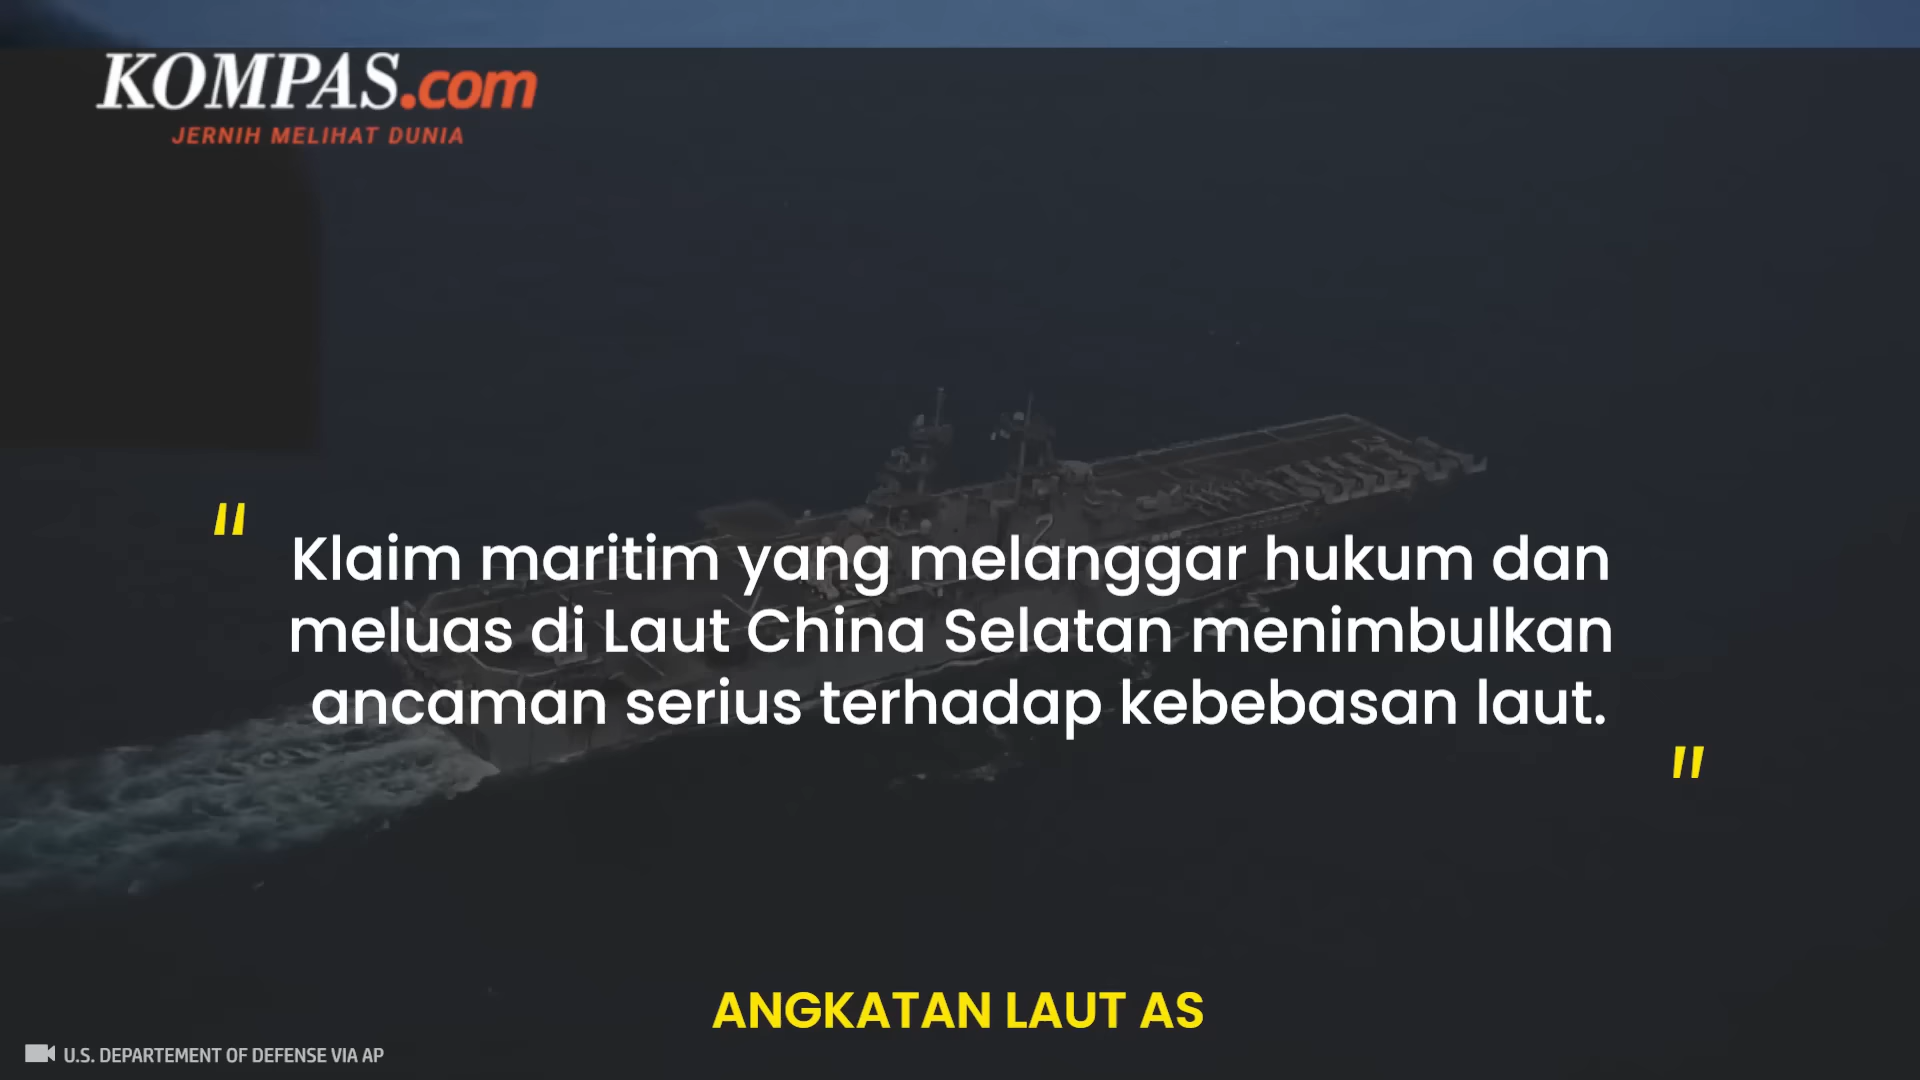 KOMPAS.com
JERNIH MELIHAT DUNIA
"
Klaim maritim yang melanggar hukum dan
meluas di Laut China Selatan menimbulkan
ancaman serius terhadap kebebasan laut.
"
2
ANGKATAN LAUT AS
U.S. DEPARTEMENT OF DEFENSE VIA AP